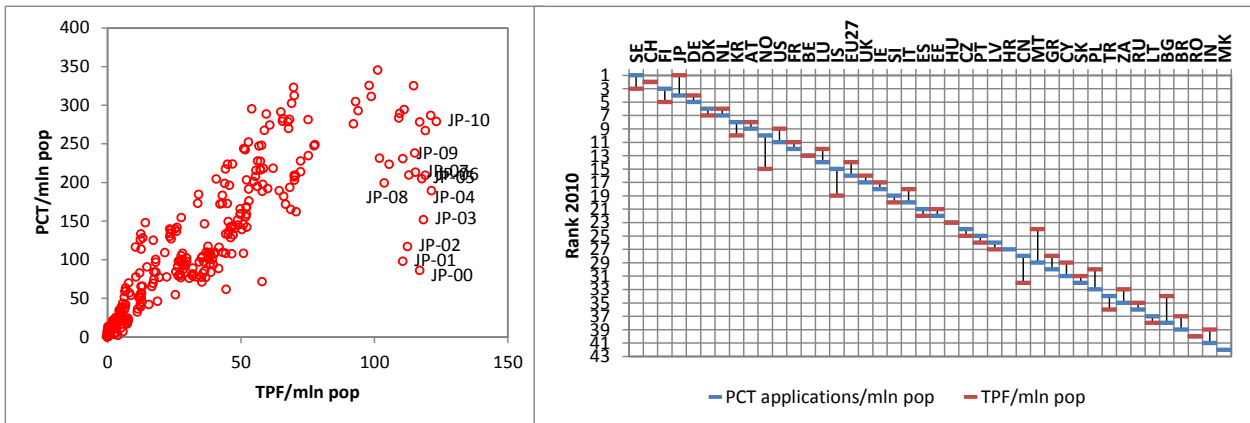 PCT/mln pop
400
350
300
250
200
150
100
50
0
0
50
100
150
TPF/mln pop
JP-10
JP-09
JP-08
JP-04
JP-03
JP-02
JP-01
JP-00
SE
CH
FI
JP
DE
DK
NL
KR
AT
NO
US
FR
BE
LU
IS
EU27
UK
IE
SI
IT
ES
EE
HU
CZ
PT
LV
HR
CN
MT
GR
CY
SK
PL
TR
ZA
RU
LT
BG
BR
RO
IN
MK
Rank 2010
1
3
5
7
9
11
13
15
17
19
21
23
25
27
29
31
33
35
37
39
41
43
PCT applications/mln pop
TPF/mln pop